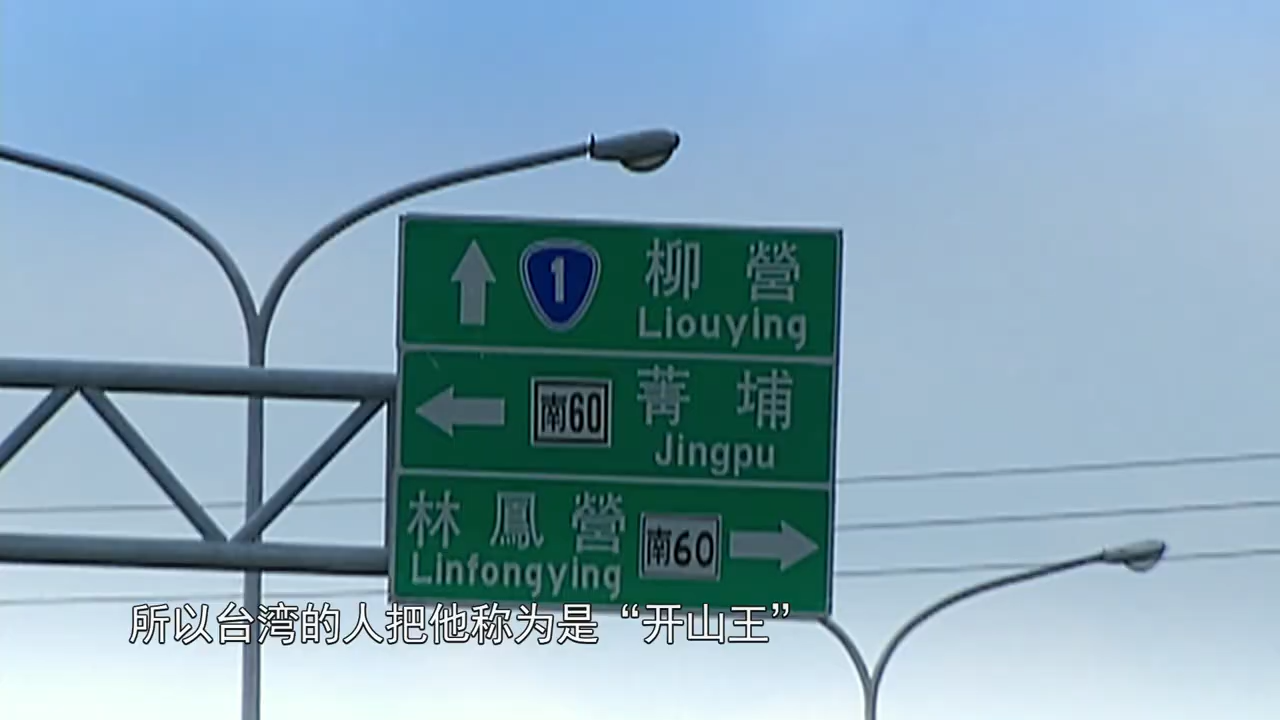 1 柳營
Liouying
南60 菁埔
Jingpu
林鳳營 南60
Linfongying
所以台湾的人把他称为是“开山王”